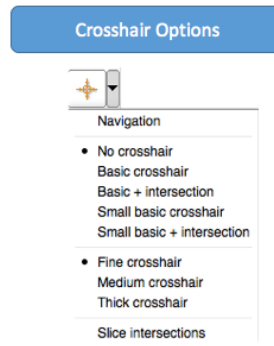 Crosshair Options
Navigation
• No crosshair
Basic crosshair
Basic + intersection
Small basic crosshair
Small basic + intersection
• Fine crosshair
Medium crosshair
Thick crosshair
Slice intersections